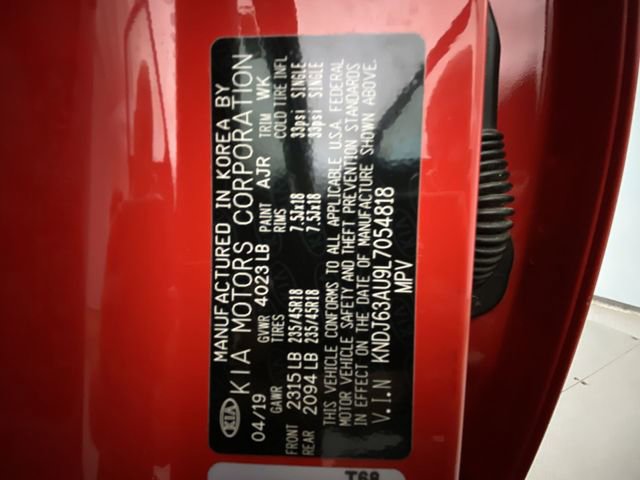 MANUFACTURED IN KOREA BY
KIA KIA MOTORS CORPORATION
04/19 GVWR 4023 LB PAINT AJR TRIM WK
GAWR TIRES RIMS COLD TIRE INFL
FRONT 2315 LB 235/45R18 7.5Jx18 33psi SINGLE
REAR 2094 LB 235/45R18 7.5Jx18 33psi SINGLE
THIS VEHICLE CONFORMS TO ALL APPLICABLE U.S.A. FEDERAL
MOTOR VEHICLE SAFETY AND THEFT PREVENTION STANDARDS
IN EFFECT ON THE DATE OF MANUFACTURE SHOWN ABOVE.
V.I.N KNDJ63AU9L7054818
MPV
T68